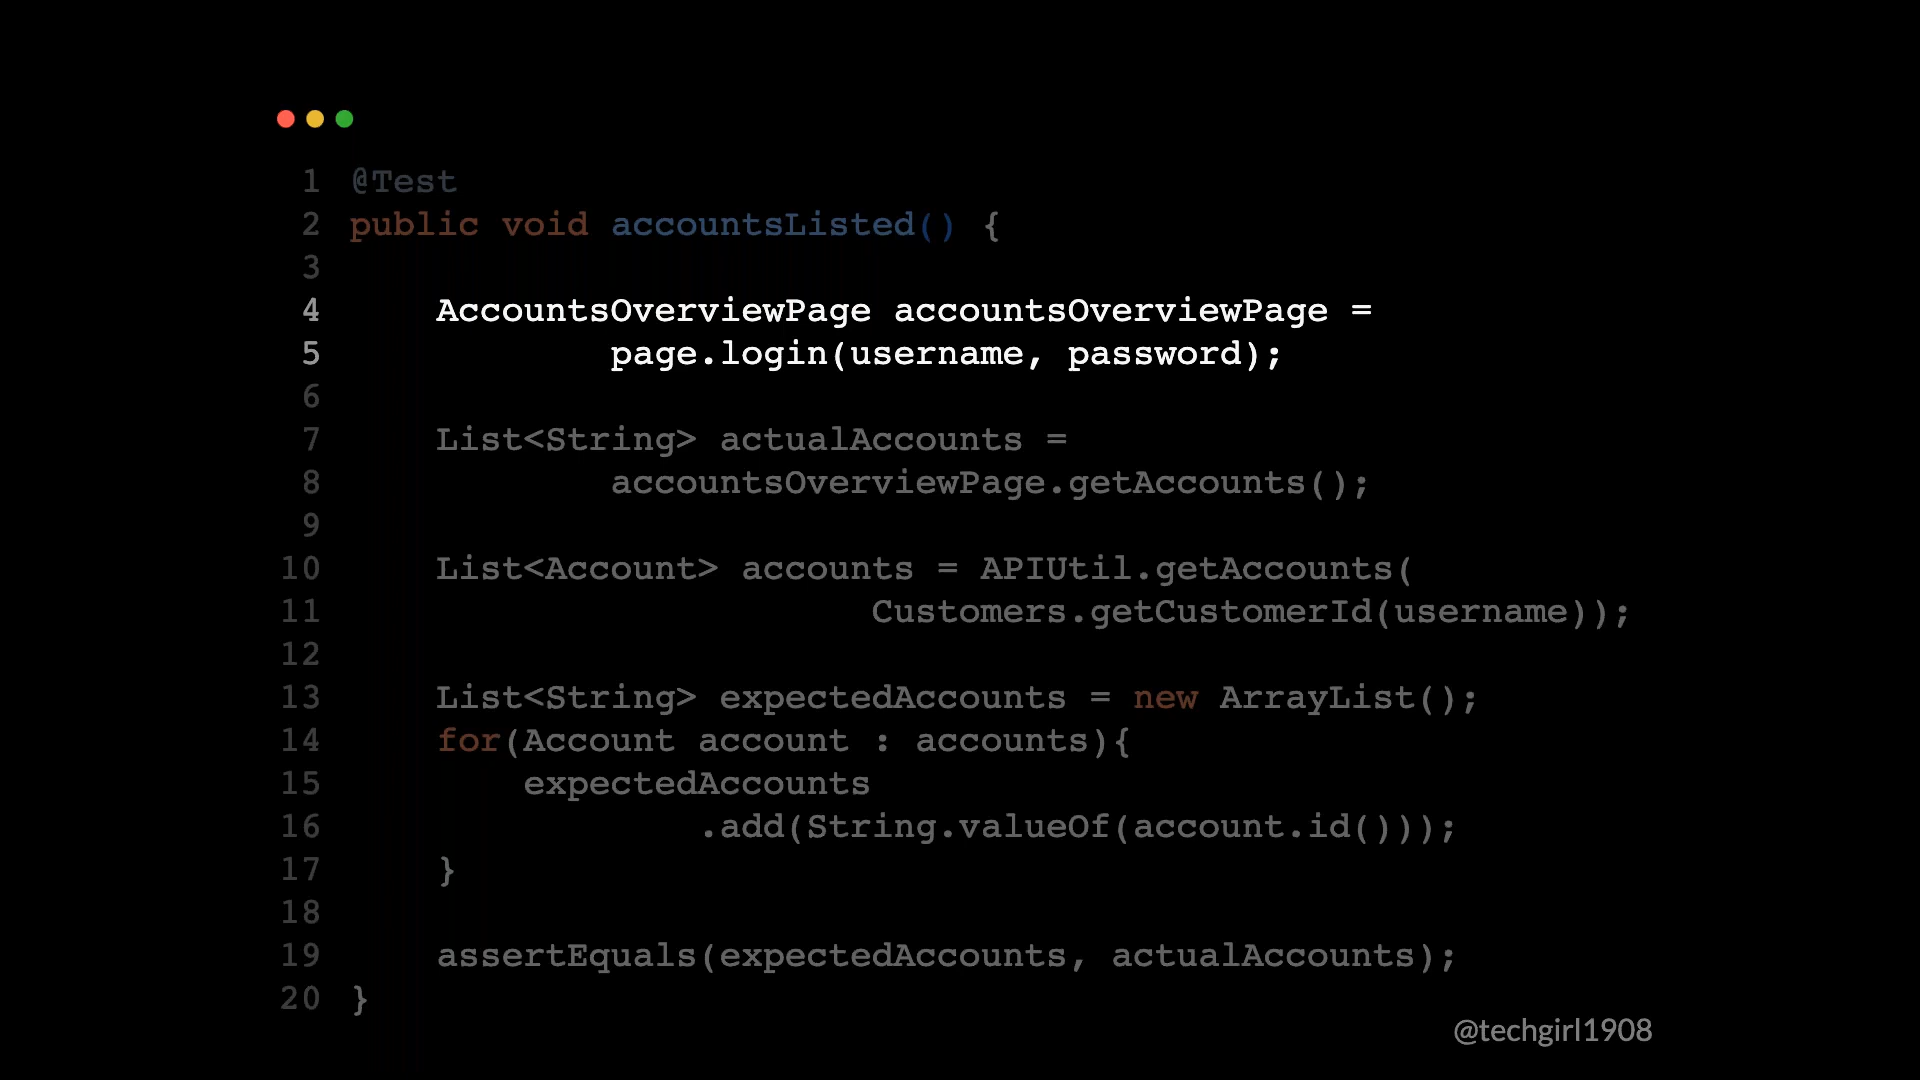 1 @Test
2 public void accountsListed() {
3
4 AccountsOverviewPage accountsOverviewPage =
5 page.login(username, password);
6
7 List<String> actualAccounts =
8 accountsOverviewPage.getAccounts();
9
10 List<Account> accounts = APIUtil.getAccounts(
11 Customers.getCustomerId(username));
12
13 List<String> expectedAccounts = new ArrayList();
14 for(Account account : accounts){
15 expectedAccounts
16 .add(String.valueOf(account.id()));
17 }
18
19 assertEquals(expectedAccounts, actualAccounts);
20 }
@techgirl1908